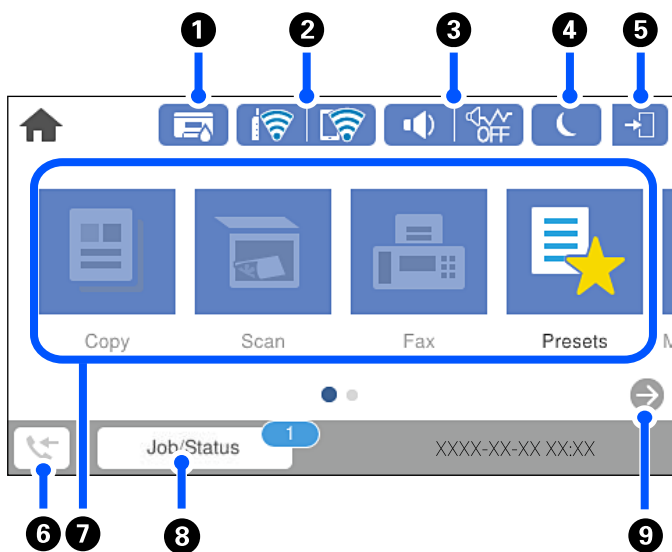 1 2 3 4 5
OFF
Copy Scan Fax Presets M
Job/Status 1 XXXX-XX-XX XX:XX
6 7 8 9